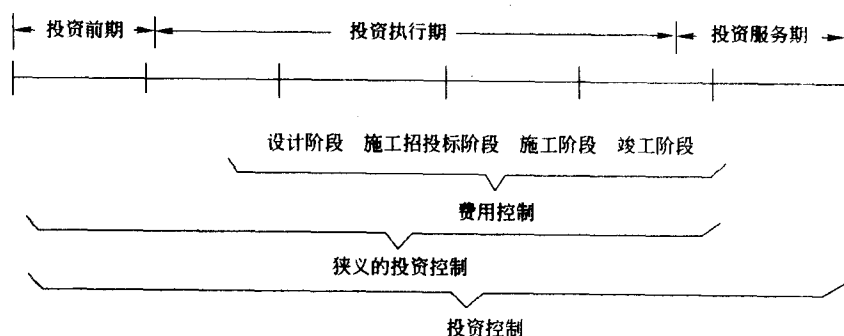 投资前期 投资执行期 投资服务期
设计阶段 施工招投标阶段 施工阶段 竣工阶段
费用控制
狭义的投资控制
投资控制